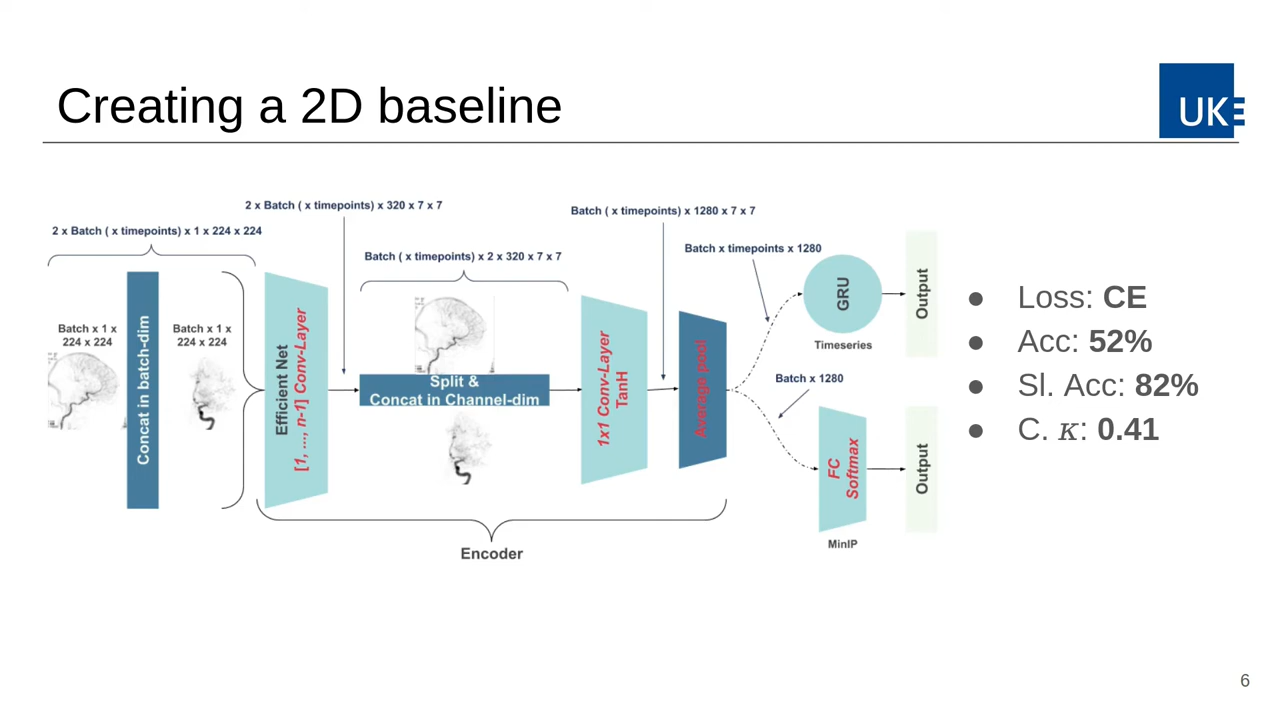 Creating a 2D baseline
UKE
2 x Batch ( x timepoints) x 320 x 7 x 7
Batch ( x timepoints) x 1280 x 7 x 7
2 x Batch ( x timepoints) x 1 x 224 x 224
Batch x timepoints x 1280
Batch ( x timepoints) x 2 x 320 x 7 x 7
Batch x 1 x
224 x 224
Concat in batch-dim
Batch x 1 x
224 x 224
Efficient Net
[1, ..., n-1] Conv-Layer
Split &
Concat in Channel-dim
1x1 Conv-Layer
TanH
Average pool
GRU
Timeseries
Output
Batch x 1280
FC
Softmax
MinIP
Output
Encoder
● Loss: CE
● Acc: 52%
● Sl. Acc: 82%
● C. κ: 0.41
6